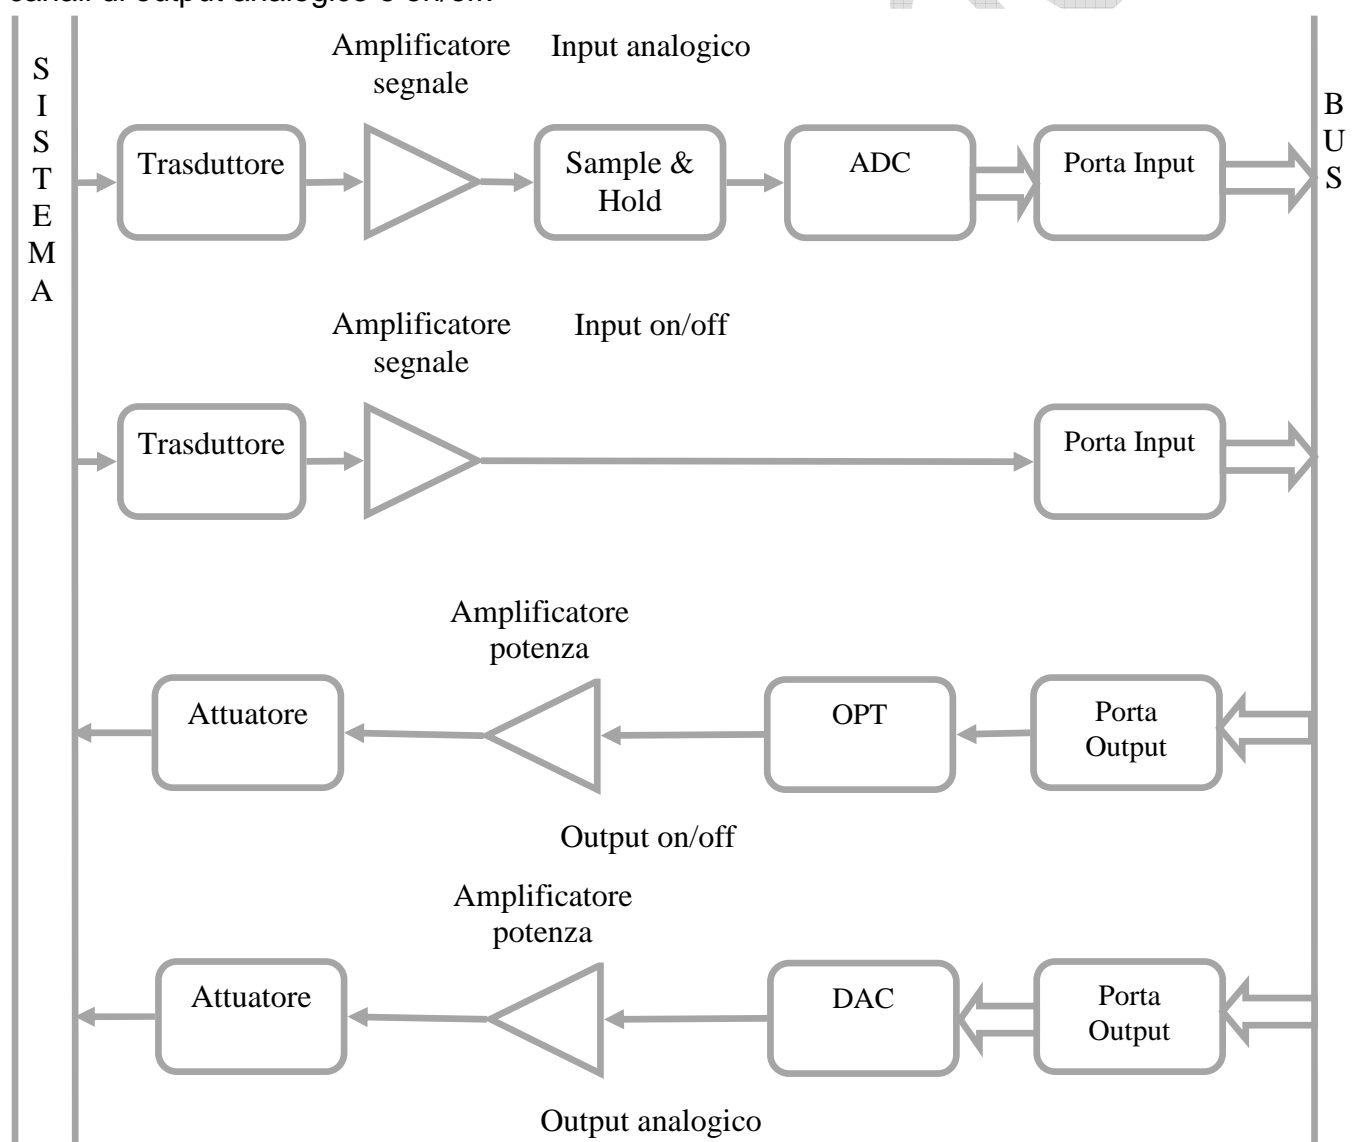 canali di output analogico e on/off.
Amplificatore
segnale
Input analogico
S
I
S
T
E
M
A
B
U
S
Trasduttore
Sample &
Hold
ADC
Porta Input
Amplificatore
segnale
Input on/off
Trasduttore
Porta Input
Amplificatore
potenza
Attuatore
OPT
Porta
Output
Output on/off
Amplificatore
potenza
Attuatore
DAC
Porta
Output
Output analogico